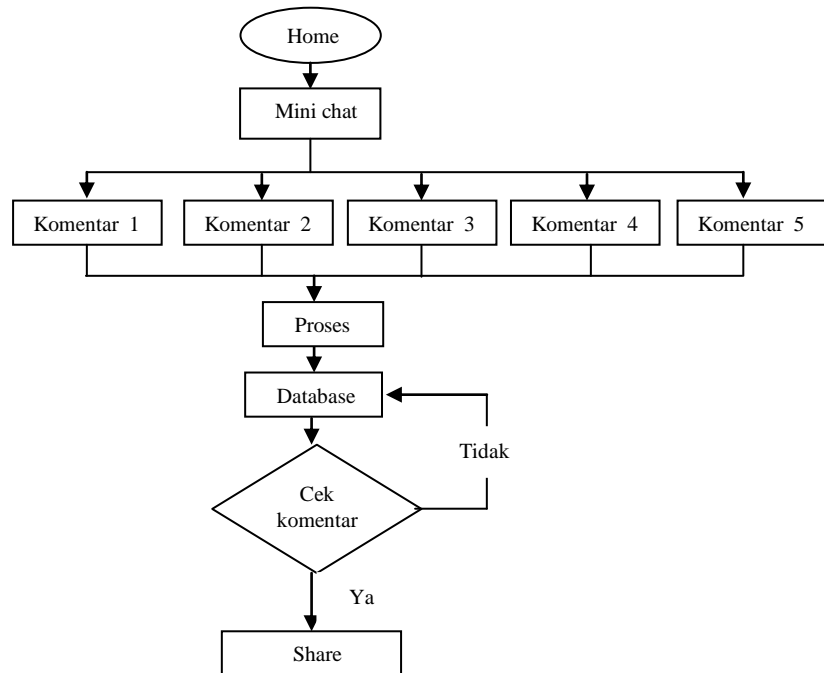 Home
Mini chat
Komentar 1
Komentar 2
Komentar 3
Komentar 4
Komentar 5
Proses
Database
Tidak
Cek
komentar
Ya
Share